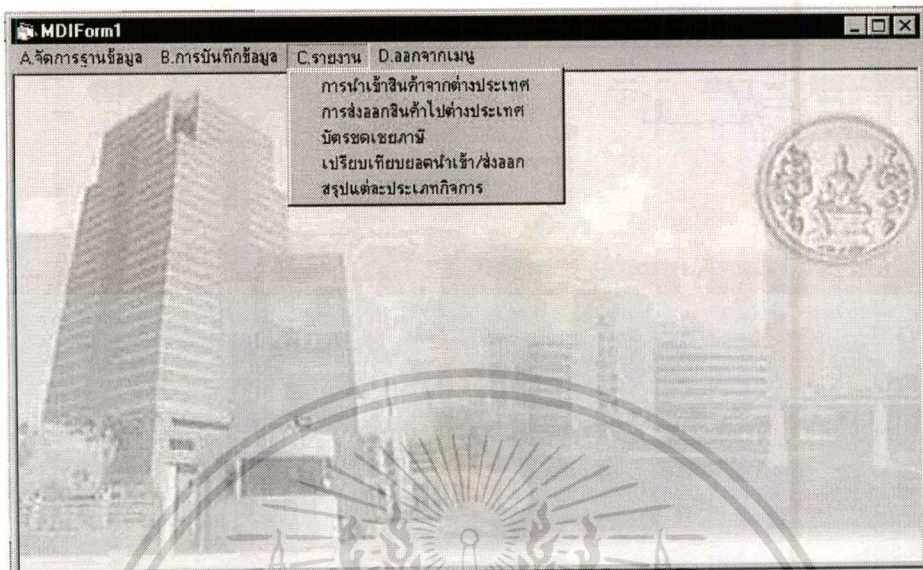 MDIForm1
A.จัดการฐานข้อมูล B.การบันทึกข้อมูล C.รายงาน D.ออกจากเมนู
การนำเข้าสินค้าจากต่างประเทศ
การส่งออกสินค้าไปต่างประเทศ
บัตรชดเชยภาษี
เปรียบเทียบยอดนำเข้า/ส่งออก
สรุปแต่ละประเภทกิจการ